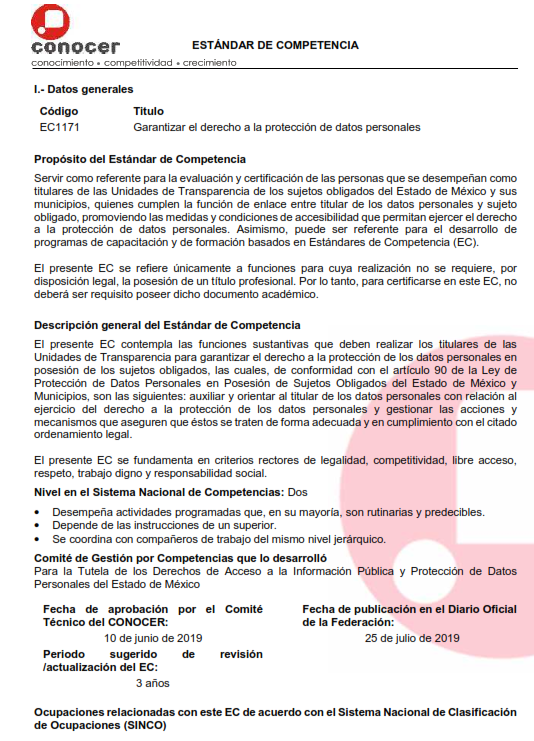 conocer
conocimiento • competitividad • crecimiento
ESTÁNDAR DE COMPETENCIA
I.- Datos generales
Código Título
EC1171 Garantizar el derecho a la protección de datos personales
Propósito del Estándar de Competencia
Servir como referente para la evaluación y certificación de las personas que se desempeñan como
titulares de las Unidades de Transparencia de los sujetos obligados del Estado de México y sus
municipios, quienes cumplen la función de enlace entre titular de los datos personales y sujeto
obligado, promoviendo las medidas y condiciones de accesibilidad que permitan ejercer el derecho
a la protección de datos personales. Asimismo, puede ser referente para el desarrollo de
programas de capacitación y de formación basados en Estándares de Competencia (EC).
El presente EC se refiere únicamente a funciones para cuya realización no se requiere, por
disposición legal, la posesión de un título profesional. Por lo tanto, para certificarse en este EC, no
deberá ser requisito poseer dicho documento académico.
Descripción general del Estándar de Competencia
El presente EC contempla las funciones sustantivas que deben realizar los titulares de las
Unidades de Transparencia para garantizar el derecho a la protección de los datos personales en
posesión de los sujetos obligados, las cuales, de conformidad con el artículo 90 de la Ley de
Protección de Datos Personales en Posesión de Sujetos Obligados del Estado de México y
Municipios, son las siguientes: auxiliar y orientar al titular de los datos personales con relación al
ejercicio del derecho a la protección de los datos personales y gestionar las acciones y
mecanismos que aseguren que éstos se traten de forma adecuada y en cumplimiento con el citado
ordenamiento legal.
El presente EC se fundamenta en criterios rectores de legalidad, competitividad, libre acceso,
respeto, trabajo digno y responsabilidad social.
Nivel en el Sistema Nacional de Competencias: Dos
• Desempeña actividades programadas que, en su mayoría, son rutinarias y predecibles.
• Depende de las instrucciones de un superior.
• Se coordina con compañeros de trabajo del mismo nivel jerárquico.
Comité de Gestión por Competencias que lo desarrolló
Para la Tutela de los Derechos de Acceso a la Información Pública y Protección de Datos
Personales del Estado de México
Fecha de aprobación por el Comité
Técnico del CONOCER:
10 de junio de 2019
Fecha de publicación en el Diario Oficial
de la Federación:
25 de julio de 2019
Periodo sugerido de revisión
/actualización del EC:
3 años
Ocupaciones relacionadas con este EC de acuerdo con el Sistema Nacional de Clasificación
de Ocupaciones (SINCO)